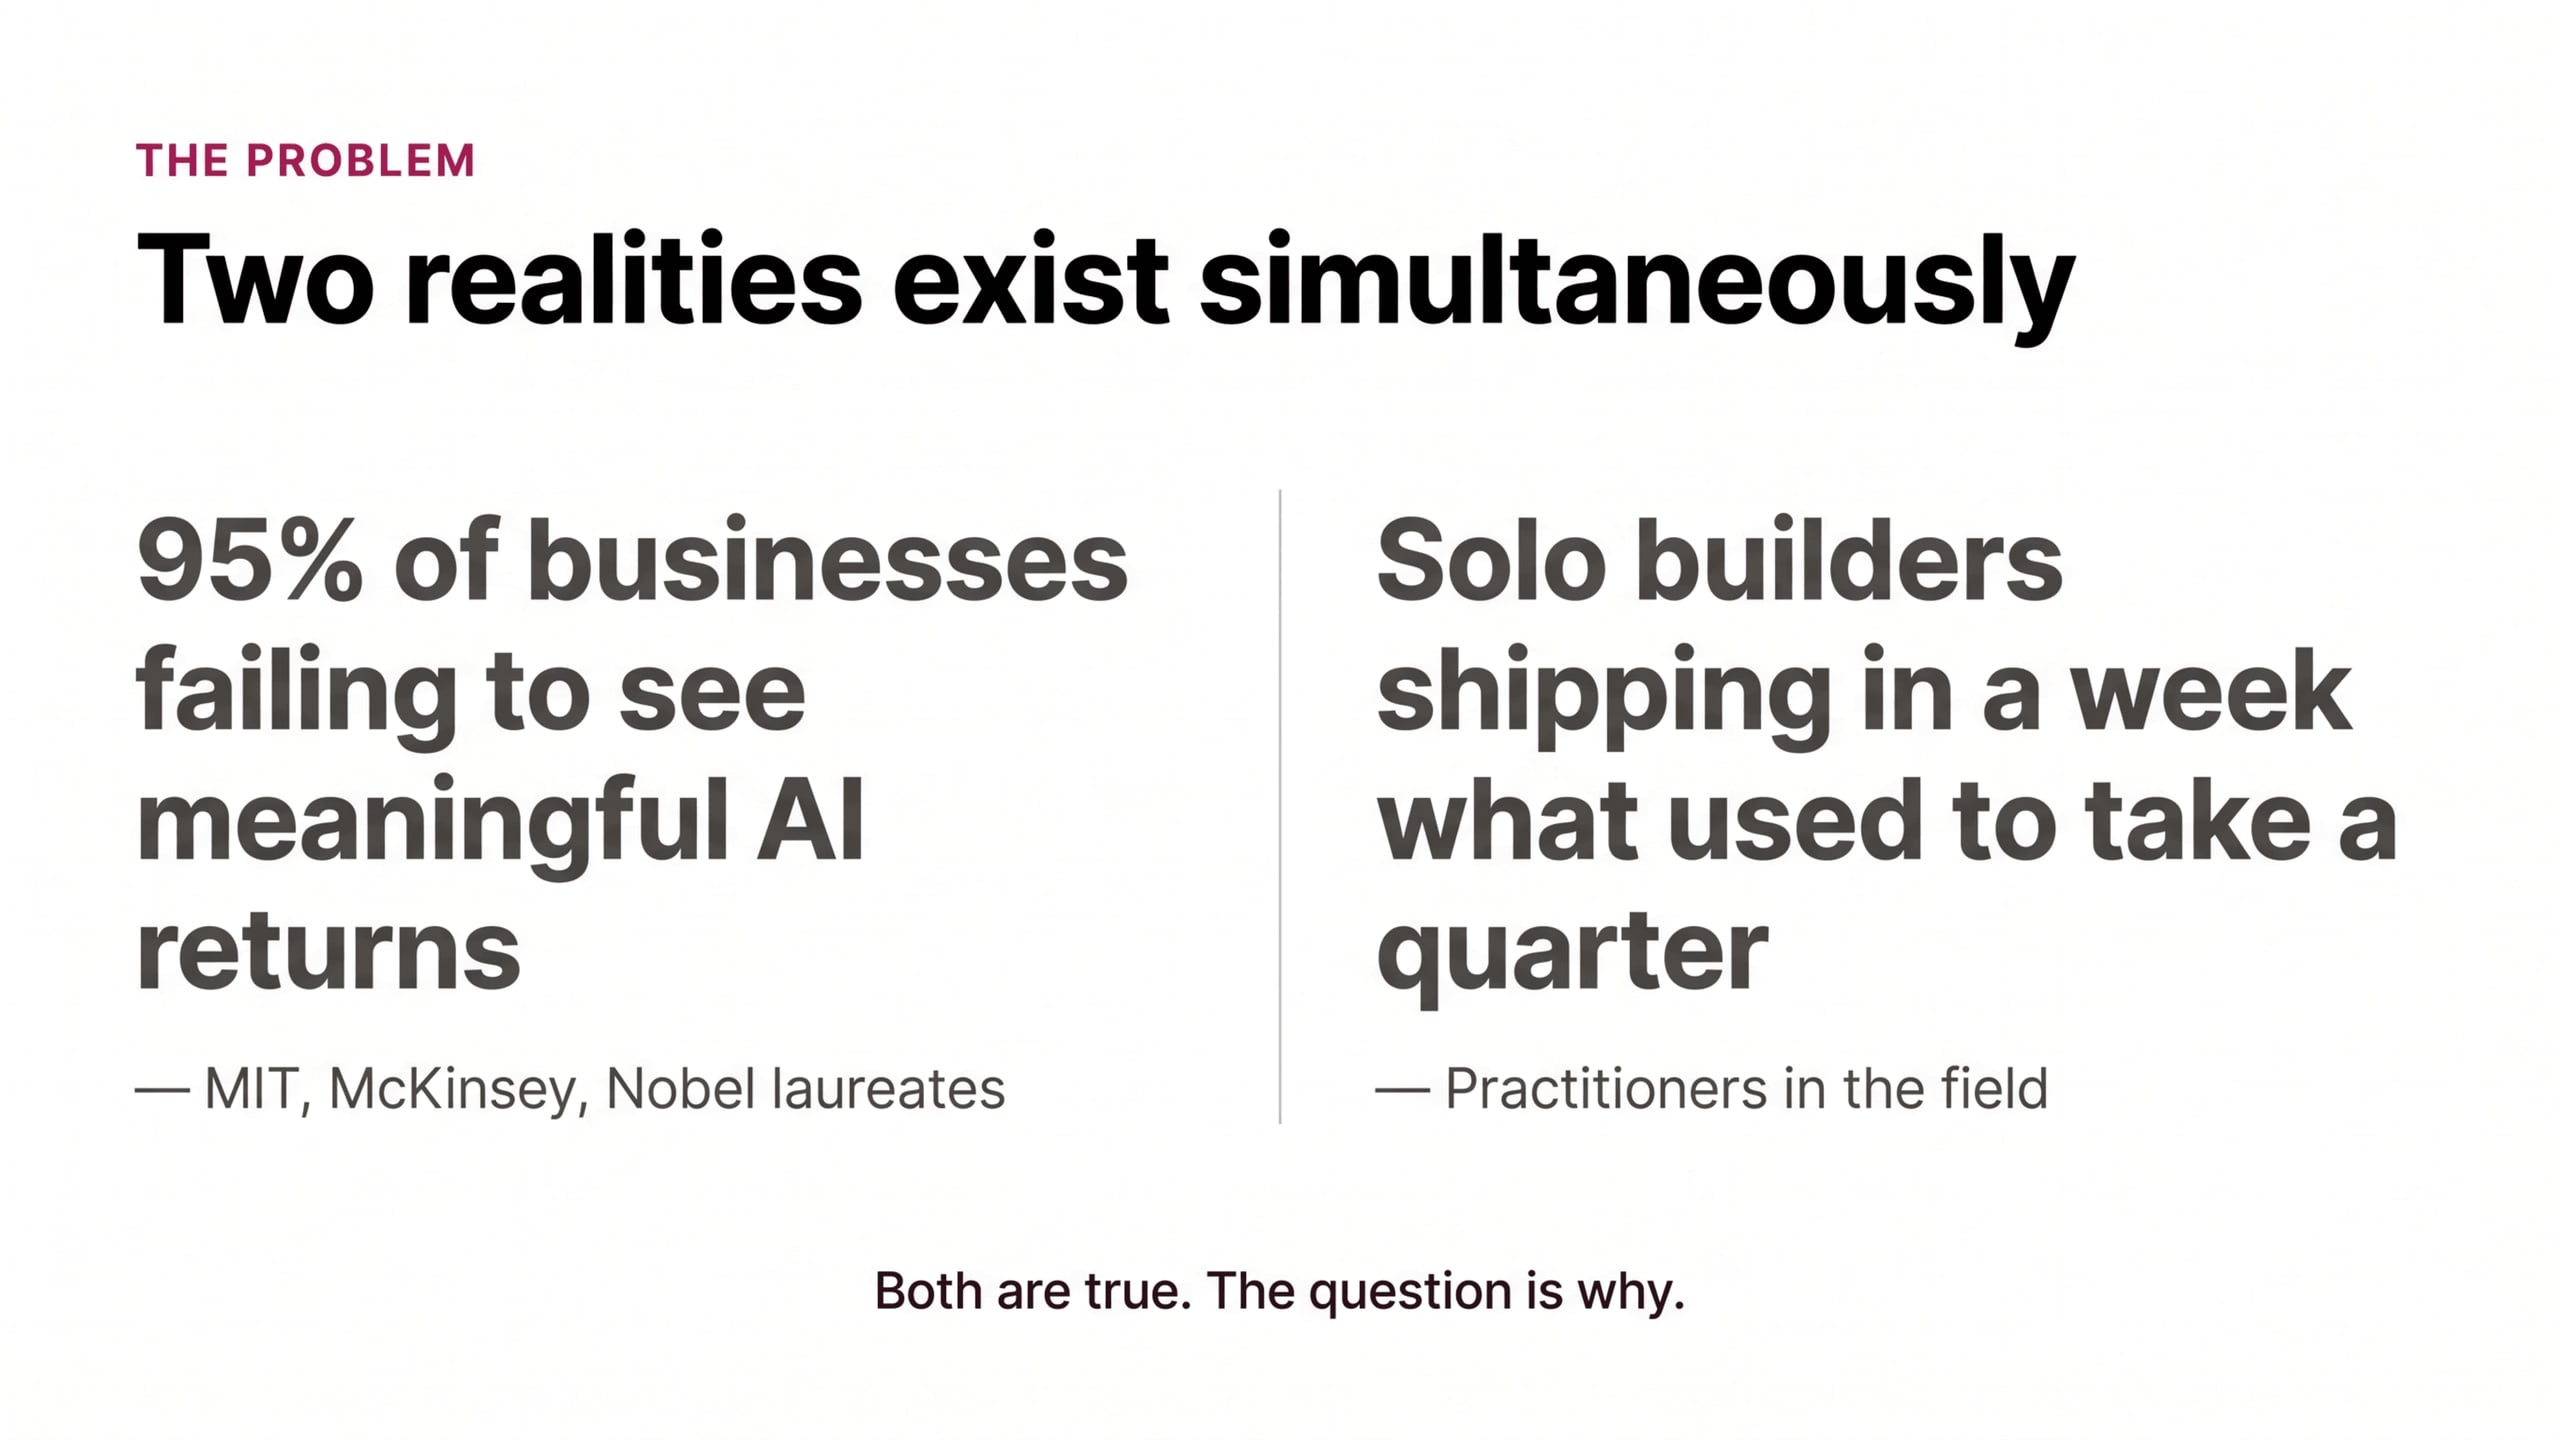 THE PROBLEM
Two realities exist simultaneously
95% of businesses
failing to see
meaningful AI
returns
— MIT, McKinsey, Nobel laureates
Solo builders
shipping in a week
what used to take a
quarter
— Practitioners in the field
Both are true. The question is why.